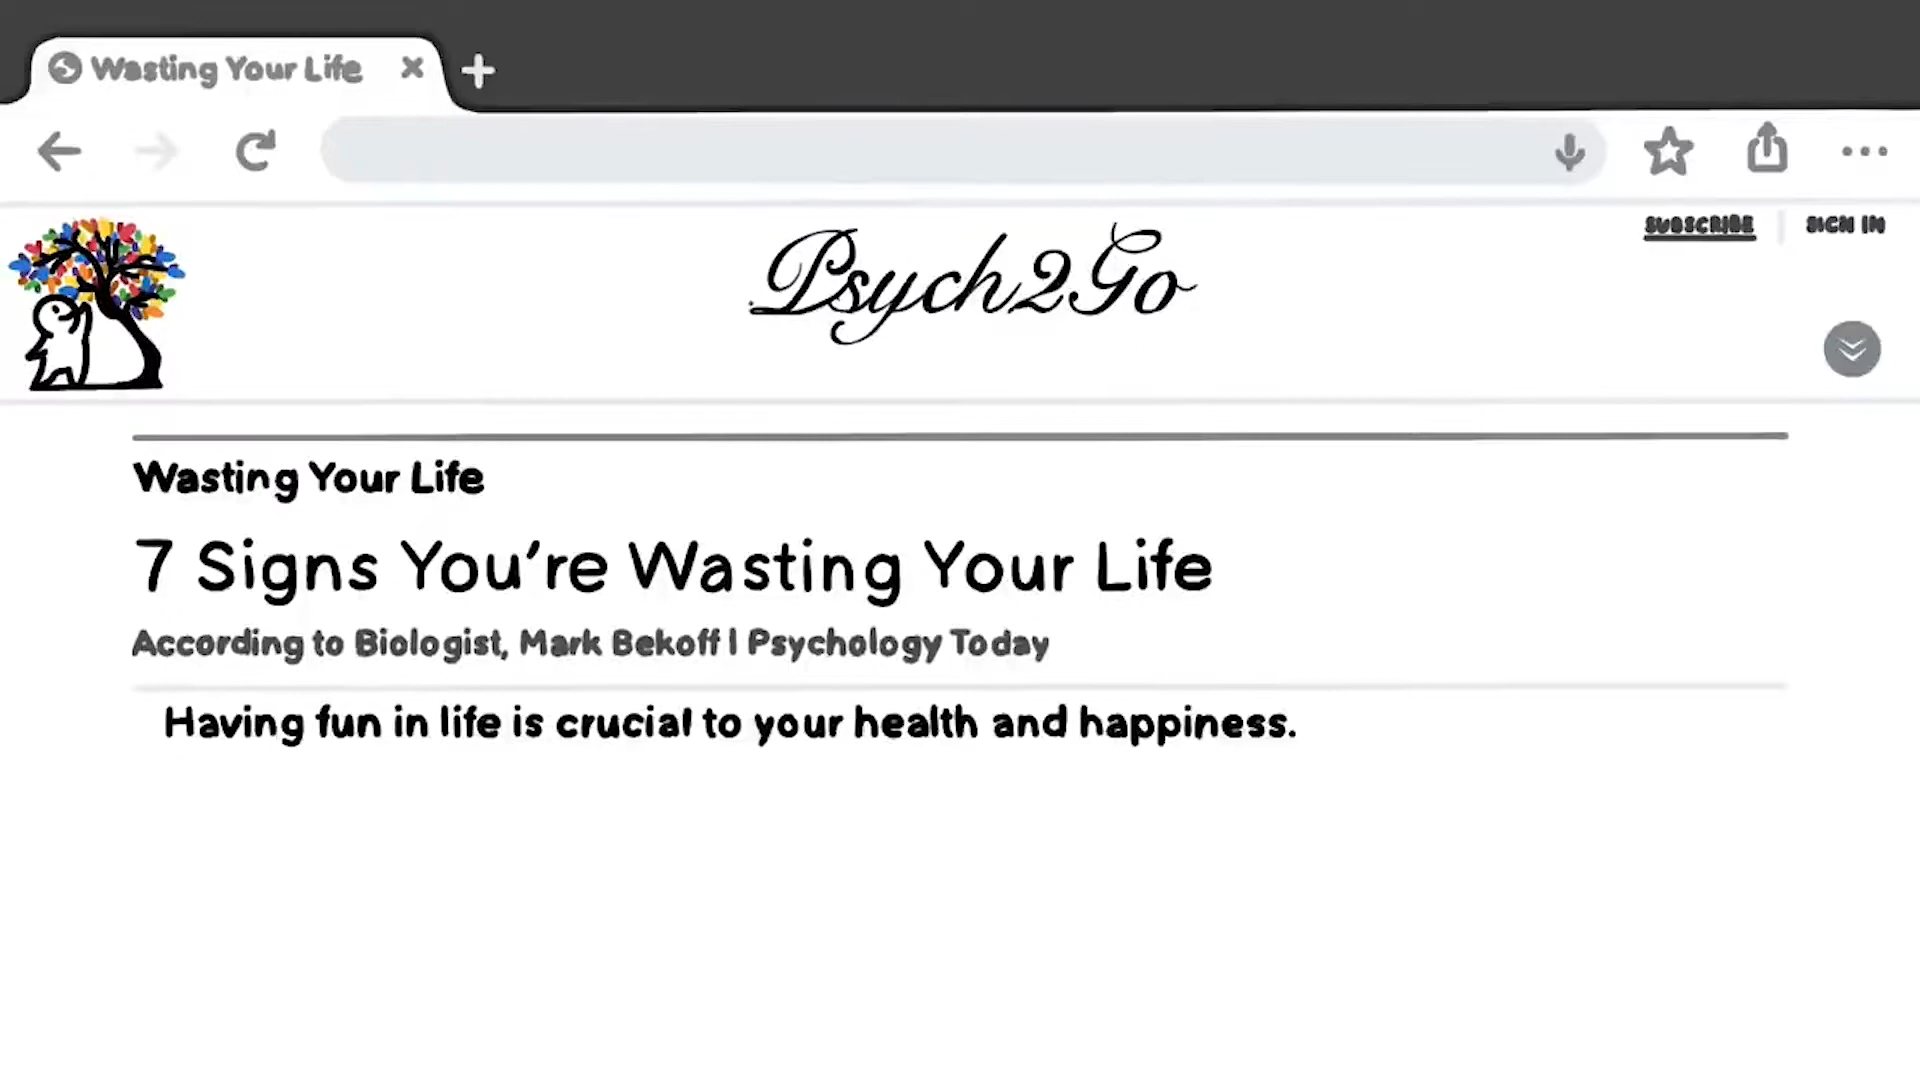 Wasting Your Life
SUBSCRIBE
SIGN IN
Psych2Go
Wasting Your Life
7 Signs You're Wasting Your Life
According to Biologist, Mark Bekoff | Psychology Today
Having fun in life is crucial to your health and happiness.